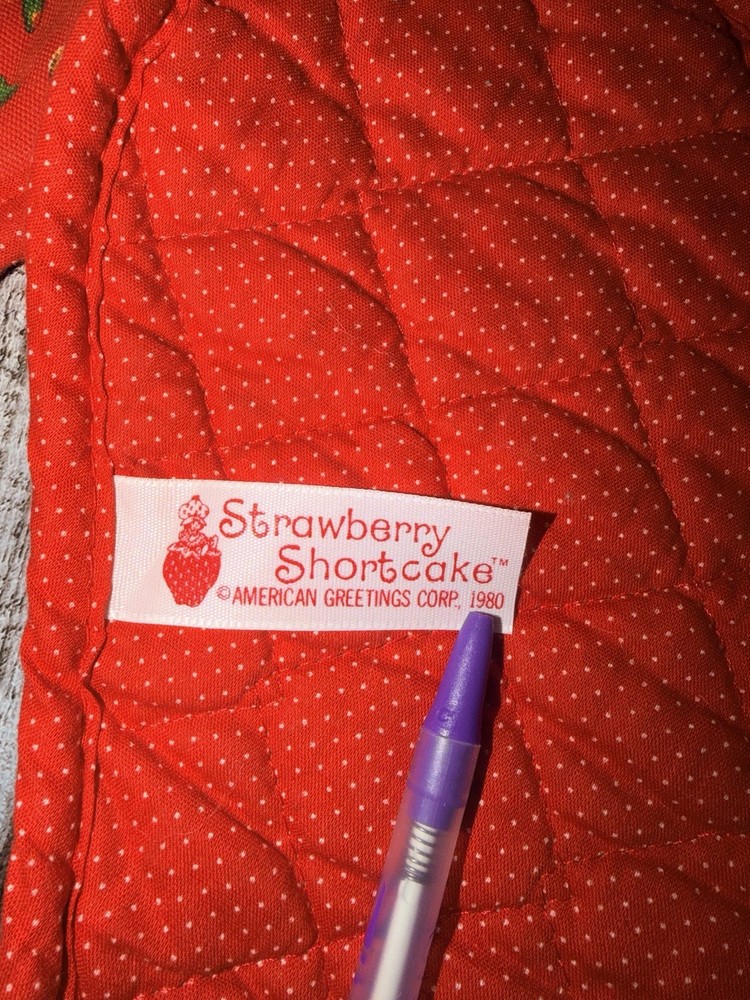 Strawberry
Shortcake™
©AMERICAN GREETINGS CORP., 1980